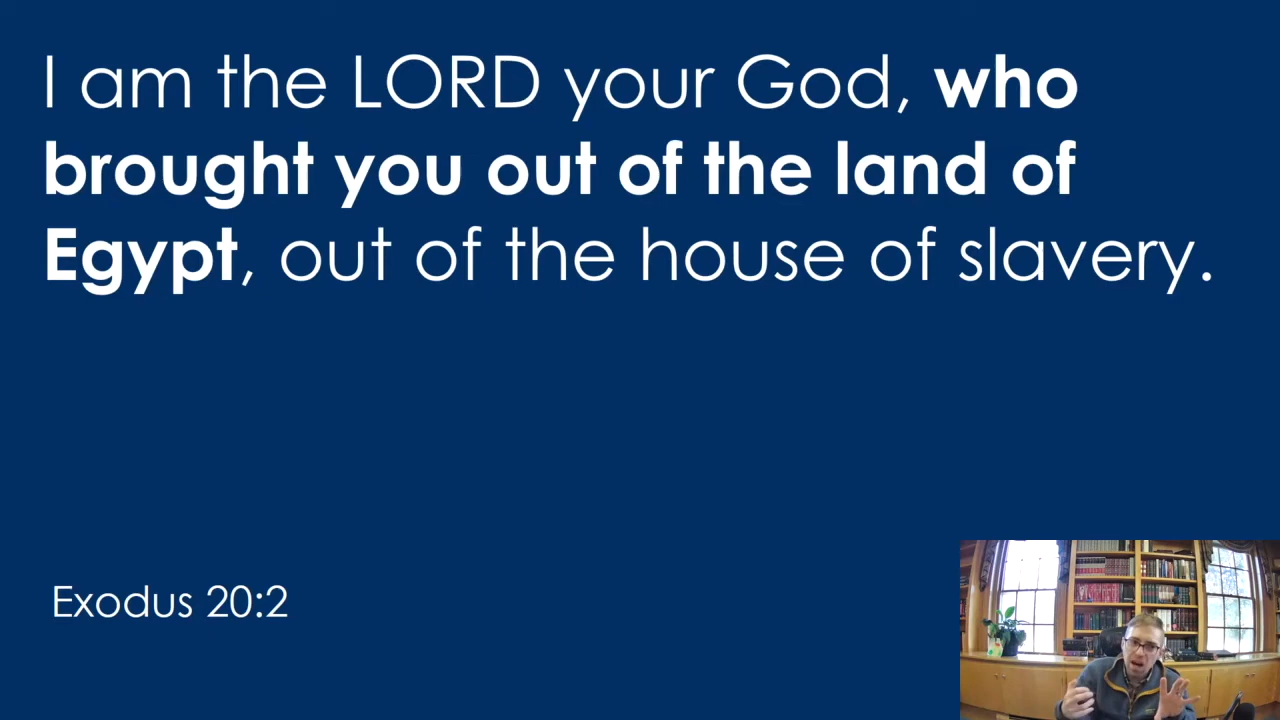 I am the LORD your God, who
brought you out of the land of
Egypt, out of the house of slavery.
Exodus 20:2